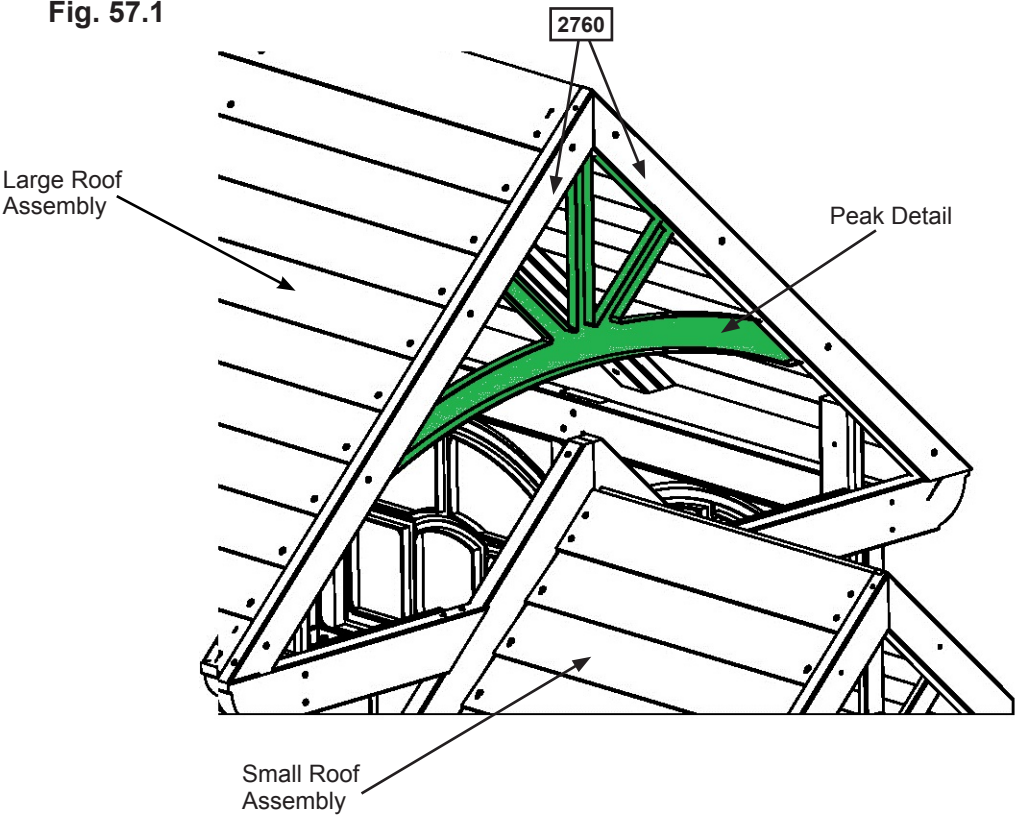 Fig. 57.1
2760
Large Roof
Assembly
Peak Detail
Small Roof
Assembly